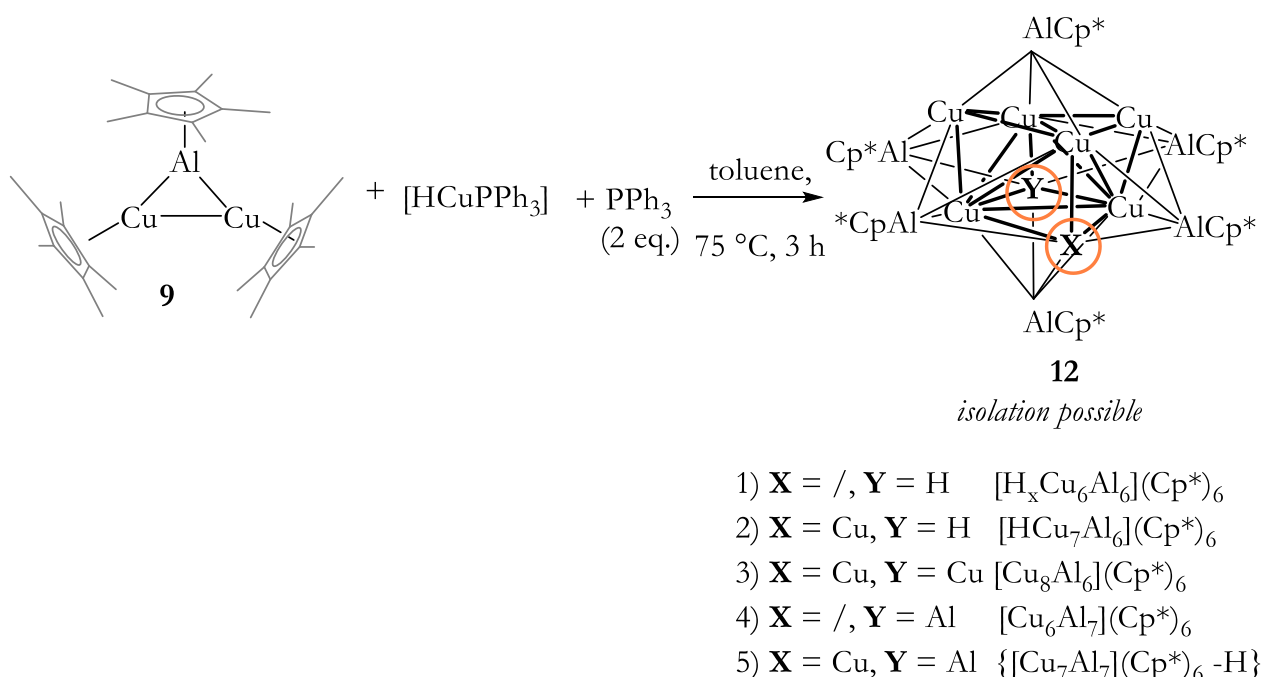 AlCp*
Cu Cu Cu
Cu
Al
Cp*Al AlCp*
toluene,
+ [HCuPPh3] + PPh3
(2 eq.)
Y
Cu Cu
Cu Cu
*CpAl AlCp*
75 °C, 3 h
X
9
AlCp*
12
isolation possible
1) X = /, Y = H [HxCu6Al6](Cp*)6
2) X = Cu, Y = H [HCu7Al6](Cp*)6
3) X = Cu, Y = Cu [Cu8Al6](Cp*)6
4) X = /, Y = Al [Cu6Al7](Cp*)6
5) X = Cu, Y = Al {[Cu7Al7](Cp*)6 -H}